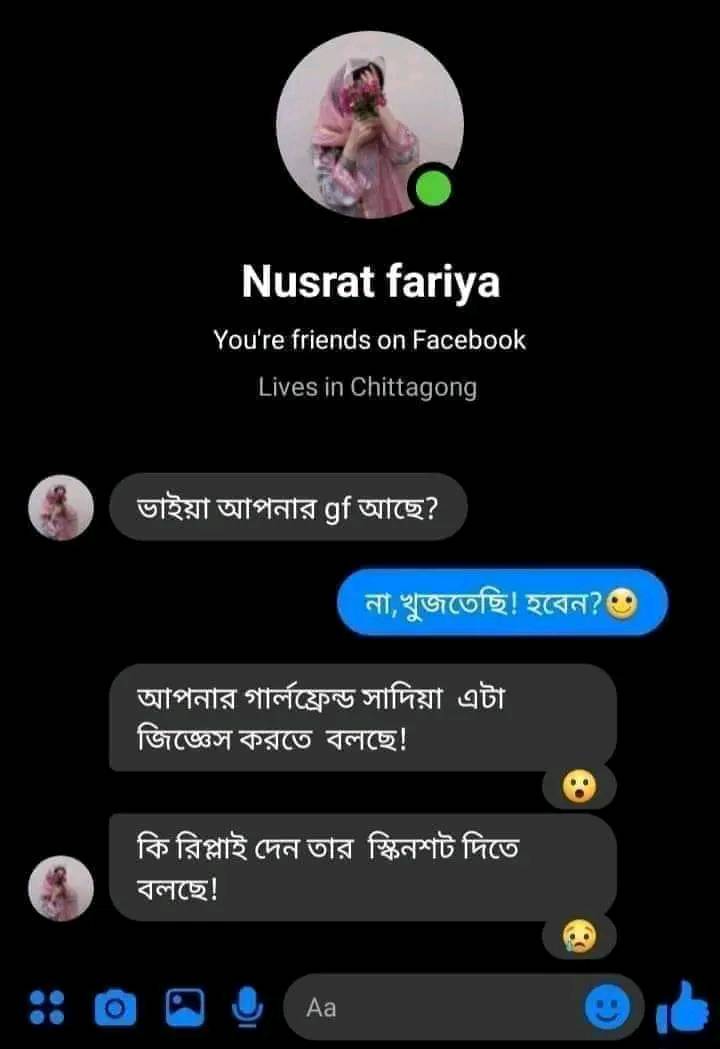 Nusrat fariya
You're friends on Facebook
Lives in Chittagong
ভাইয়া আপনার gf আছে?
না,খুজতেছি! হবেন?🙂
আপনার গার্লফ্রেন্ড সাদিয়া এটা
জিজ্ঞেস করতে বলছে!
😮
কি রিপ্লাই দেন তার স্কিনশট দিতে
বলছে!
😢
Aa